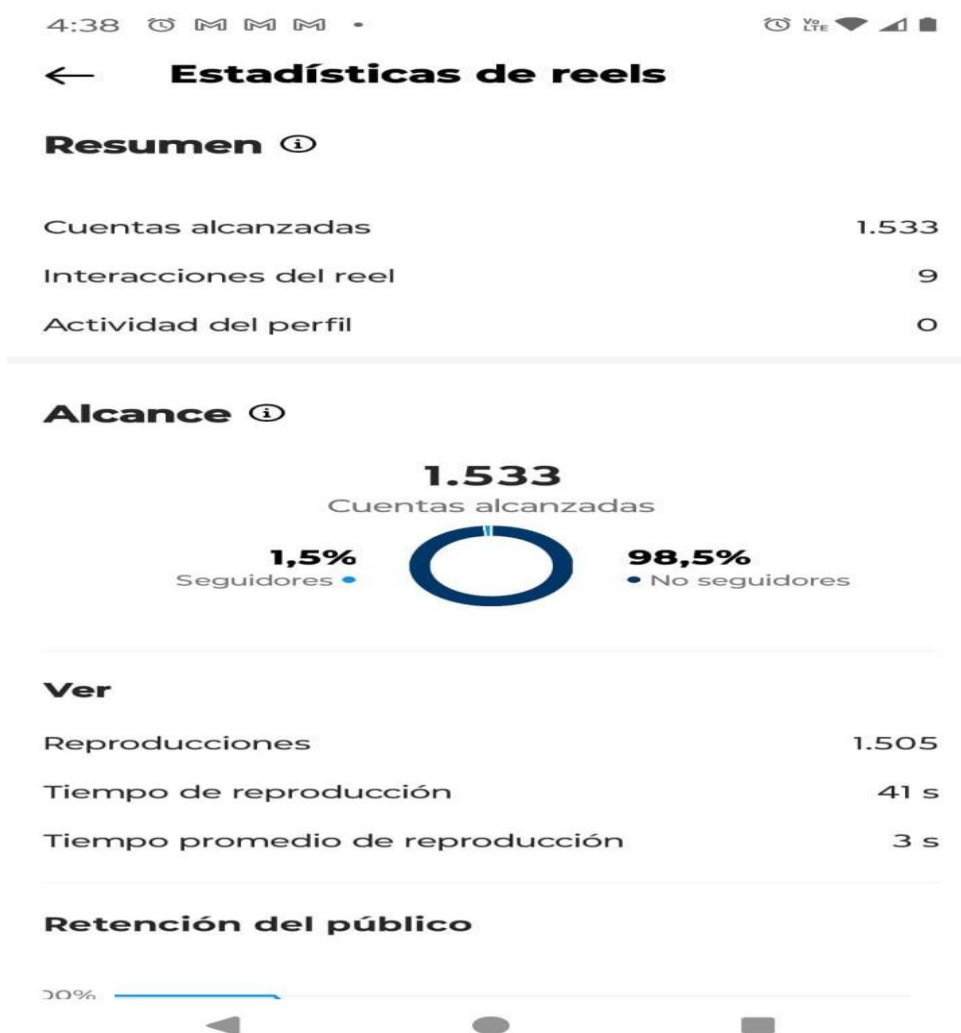 4:38
Vo LTE
Estadísticas de reels
Resumen
Cuentas alcanzadas 1.533
Interacciones del reel 9
Actividad del perfil 0
Alcance
1.533
Cuentas alcanzadas
1,5% 98,5%
Seguidores • • No seguidores
Ver
Reproducciones 1.505
Tiempo de reproducción 41 s
Tiempo promedio de reproducción 3 s
Retención del público